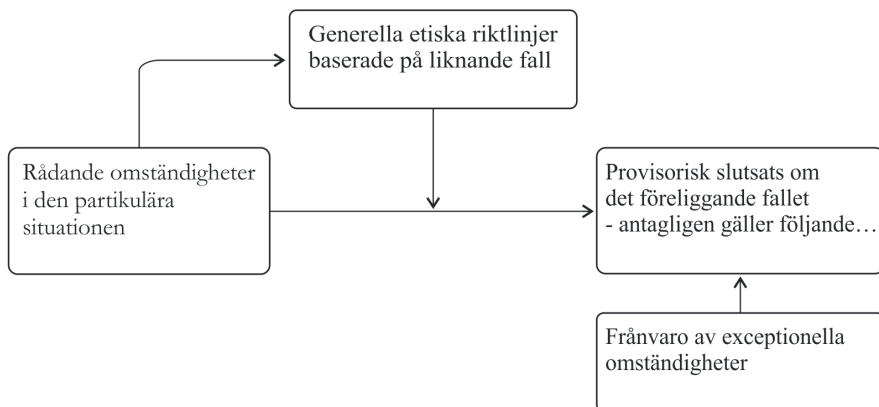 Generella etiska riktlinjer
baserade på liknande fall
Rådande omständigheter
i den partikulära
situationen
Provisorisk slutsats om
det föreliggande fallet
- antagligen gäller följande…
Frånvaro av exceptionella
omständigheter